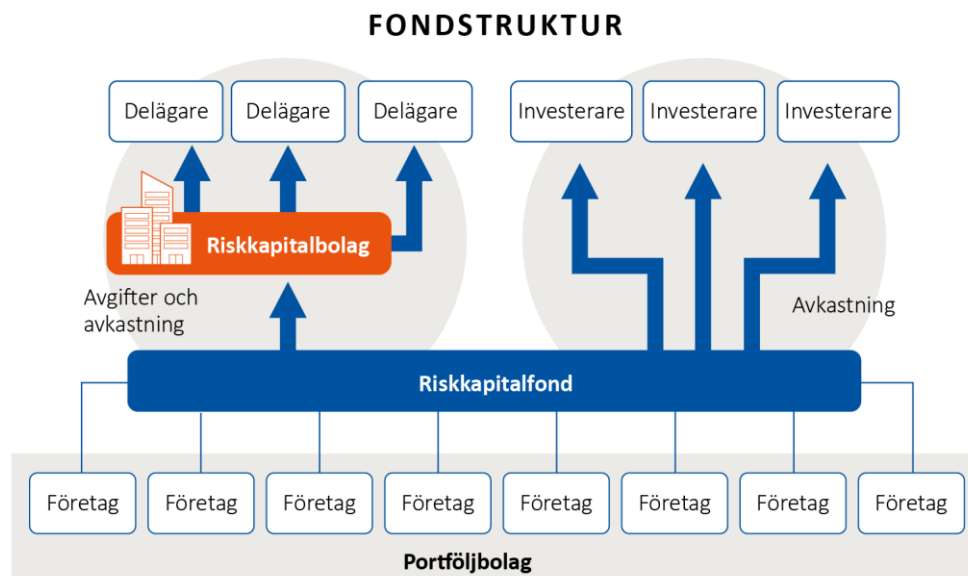 FONDSTRUKTUR
Delägare
Delägare
Delägare
Investerare
Investerare
Investerare
Riskkapitalbolag
Avgifter och
avkastning
Avkastning
Riskkapitalfond
Företag
Företag
Företag
Företag
Företag
Företag
Företag
Företag
Portföljbolag